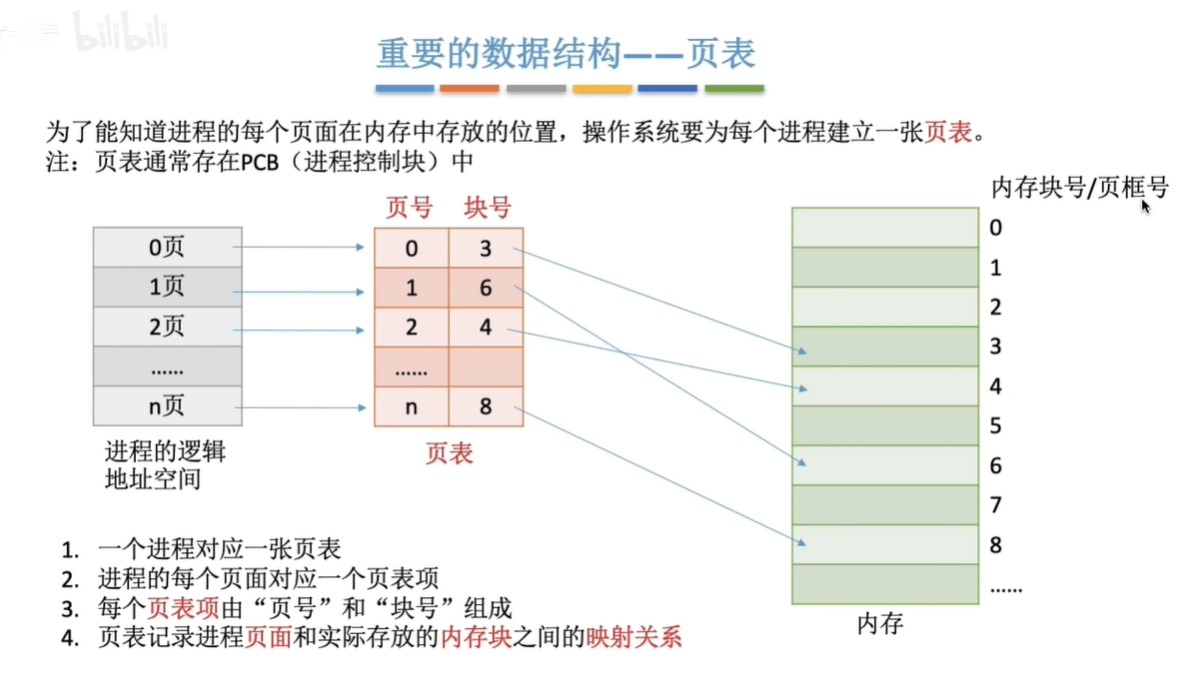 bilibili
重要的数据结构——页表
为了能知道进程的每个页面在内存中存放的位置，操作系统要为每个进程建立一张页表。
注：页表通常存在PCB（进程控制块）中
内存块号/页框号
页号 块号
0页
1页
2页
……
n页
进程的逻辑
地址空间
0 3
1 6
2 4
……
n 8
页表
0
1
2
3
4
5
6
7
8
……
内存
1. 一个进程对应一张页表
2. 进程的每个页面对应一个页表项
3. 每个页表项由“页号”和“块号”组成
4. 页表记录进程页面和实际存放的内存块之间的映射关系